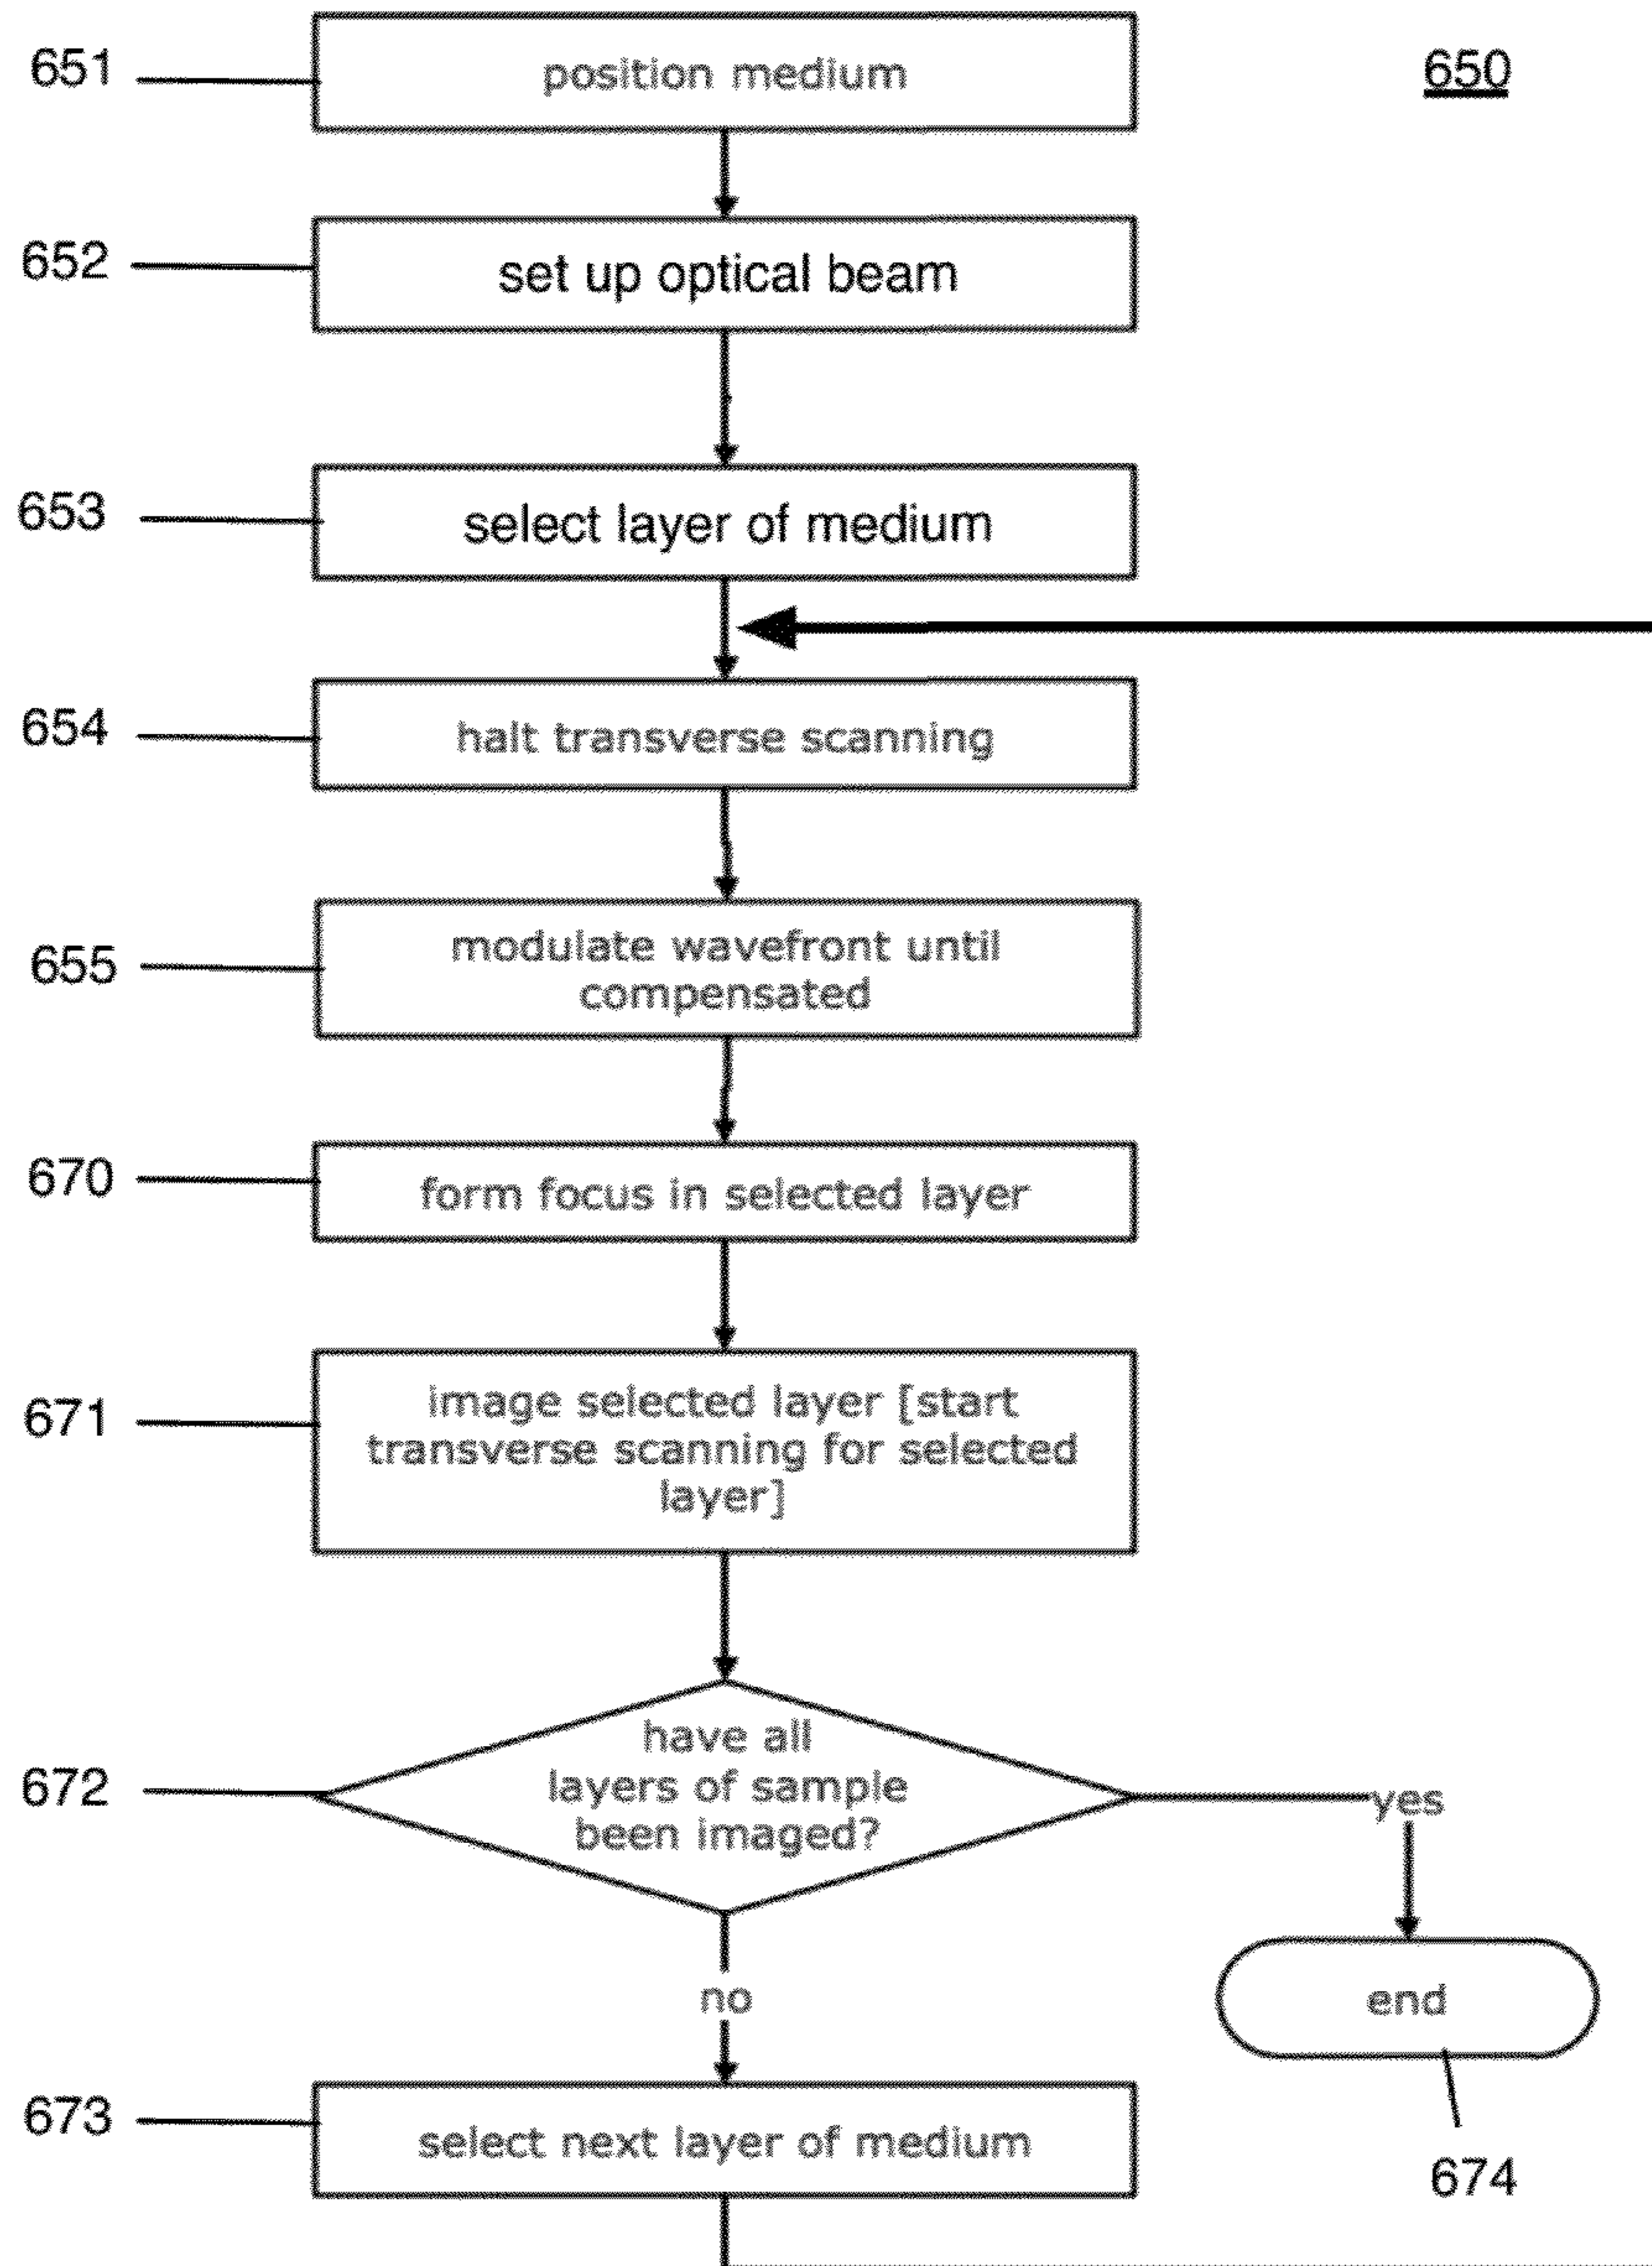 651
position medium
650
652
set up optical beam
653
select layer of medium
654
halt transverse scanning
655
modulate wavefront until
compensated
670
form focus in selected layer
671
image selected layer [start
transverse scanning for selected
layer]
672
have all
layers of sample
been imaged?
yes
no
end
673
select next layer of medium
674